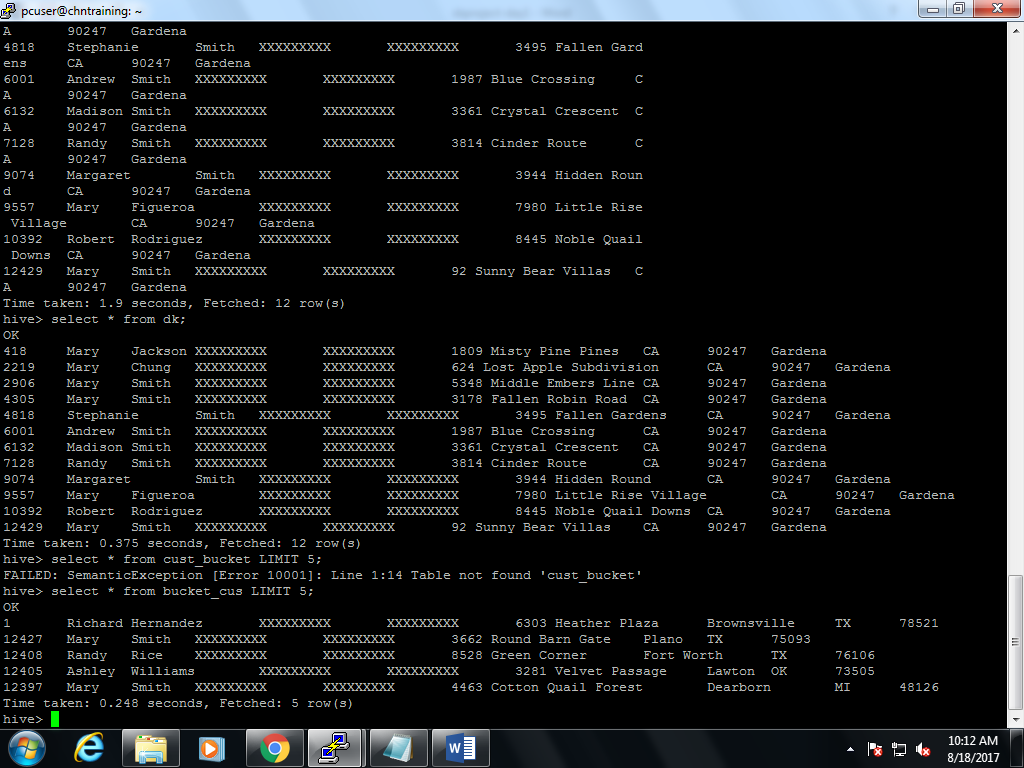 pcuser@chntraining: ~
A 90247 Gardena
4818 Stephanie Smith XXXXXXXXX XXXXXXXXX 3495 Fallen Gard
ens CA 90247 Gardena
6001 Andrew Smith XXXXXXXXX XXXXXXXXX 1987 Blue Crossing C
A 90247 Gardena
6132 Madison Smith XXXXXXXXX XXXXXXXXX 3361 Crystal Crescent C
A 90247 Gardena
7128 Randy Smith XXXXXXXXX XXXXXXXXX 3814 Cinder Route C
A 90247 Gardena
9074 Margaret Smith XXXXXXXXX XXXXXXXXX 3944 Hidden Roun
d CA 90247 Gardena
9557 Mary Figueroa XXXXXXXXX XXXXXXXXX 7980 Little Rise
Village CA 90247 Gardena
10392 Robert Rodriguez XXXXXXXXX XXXXXXXXX 8445 Noble Quail
Downs CA 90247 Gardena
12429 Mary Smith XXXXXXXXX XXXXXXXXX 92 Sunny Bear Villas C
A 90247 Gardena
Time taken: 1.9 seconds, Fetched: 12 row(s)
hive> select * from dk;
OK
418 Mary Jackson XXXXXXXXX XXXXXXXXX 1809 Misty Pine Pines CA 90247 Gardena
2219 Mary Chung XXXXXXXXX XXXXXXXXX 624 Lost Apple Subdivision CA 90247 Gardena
2906 Mary Smith XXXXXXXXX XXXXXXXXX 5348 Middle Embers Line CA 90247 Gardena
4305 Mary Smith XXXXXXXXX XXXXXXXXX 3178 Fallen Robin Road CA 90247 Gardena
4818 Stephanie Smith XXXXXXXXX XXXXXXXXX 3495 Fallen Gardens CA 90247 Gardena
6001 Andrew Smith XXXXXXXXX XXXXXXXXX 1987 Blue Crossing CA 90247 Gardena
6132 Madison Smith XXXXXXXXX XXXXXXXXX 3361 Crystal Crescent CA 90247 Gardena
7128 Randy Smith XXXXXXXXX XXXXXXXXX 3814 Cinder Route CA 90247 Gardena
9074 Margaret Smith XXXXXXXXX XXXXXXXXX 3944 Hidden Round CA 90247 Gardena
9557 Mary Figueroa XXXXXXXXX XXXXXXXXX 7980 Little Rise Village CA 90247 Gardena
10392 Robert Rodriguez XXXXXXXXX XXXXXXXXX 8445 Noble Quail Downs CA 90247 Gardena
12429 Mary Smith XXXXXXXXX XXXXXXXXX 92 Sunny Bear Villas CA 90247 Gardena
Time taken: 0.375 seconds, Fetched: 12 row(s)
hive> select * from cust_bucket LIMIT 5;
FAILED: SemanticException [Error 10001]: Line 1:14 Table not found 'cust_bucket'
hive> select * from bucket_cus LIMIT 5;
OK
1 Richard Hernandez XXXXXXXXX XXXXXXXXX 6303 Heather Plaza Brownsville TX 78521
12427 Mary Smith XXXXXXXXX XXXXXXXXX 3662 Round Barn Gate Plano TX 75093
12408 Randy Rice XXXXXXXXX XXXXXXXXX 8528 Green Corner Fort Worth TX 76106
12405 Ashley Williams XXXXXXXXX XXXXXXXXX 3281 Velvet Passage Lawton OK 73505
12397 Mary Smith XXXXXXXXX XXXXXXXXX 4463 Cotton Quail Forest Dearborn MI 48126
Time taken: 0.248 seconds, Fetched: 5 row(s)
hive>
10:12 AM
8/18/2017